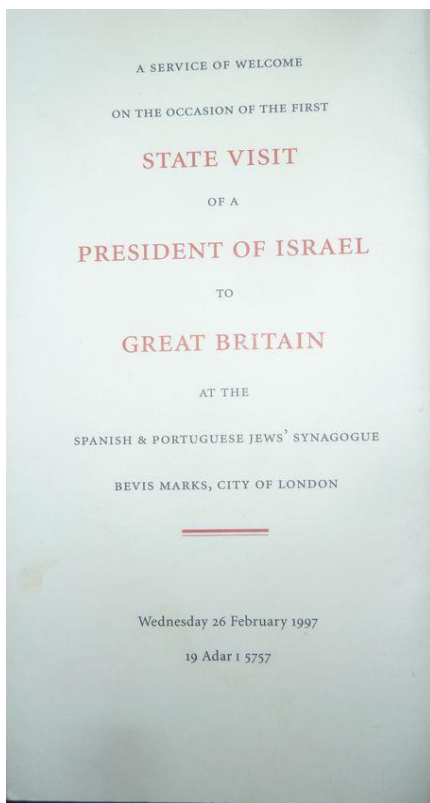 A SERVICE OF WELCOME
ON THE OCCASION OF THE FIRST
STATE VISIT
OF A
PRESIDENT OF ISRAEL
TO
GREAT BRITAIN
AT THE
SPANISH & PORTUGUESE JEWS' SYNAGOGUE
BEVIS MARKS, CITY OF LONDON
Wednesday 26 February 1997
19 Adar I 5757